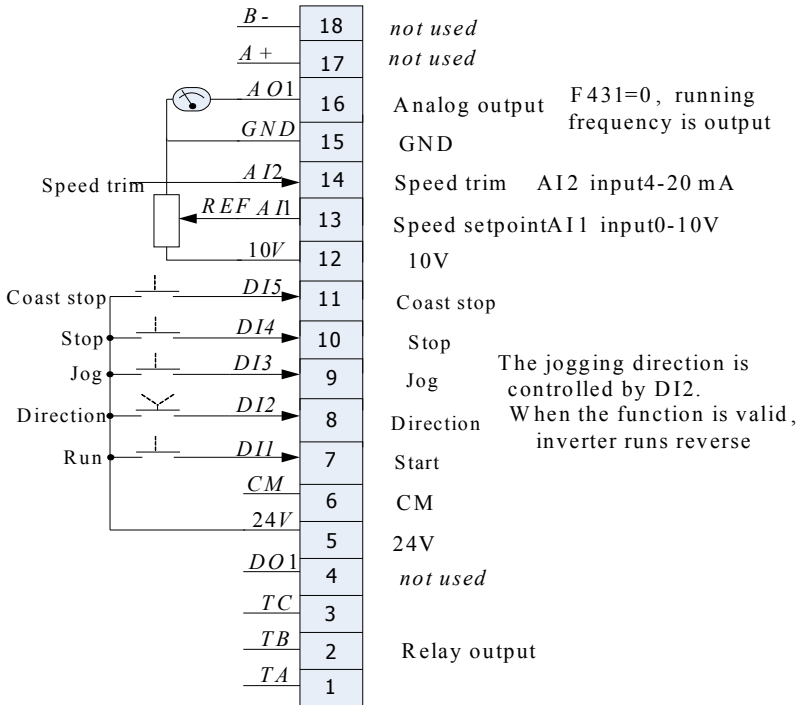 B - 18 not used
A + 17 not used
AO1 16 Analog output F431=0, running
frequency is output
GND 15 GND
Speed trim AI2 14 Speed trim AI2 input4-20 mA
REF AI1 13 Speed setpointAI1 input0-10V
10V 12 10V
Coast stop DI5 11 Coast stop
Stop DI4 10 Stop
Jog DI3 9 Jog
The jogging direction is
controlled by DI2.
Direction DI2 8 Direction
When the function is valid,
inverter runs reverse
Run DI1 7 Start
CM 6 CM
24V 5 24V
DO1 4 not used
TC 3
TB 2 Relay output
TA 1